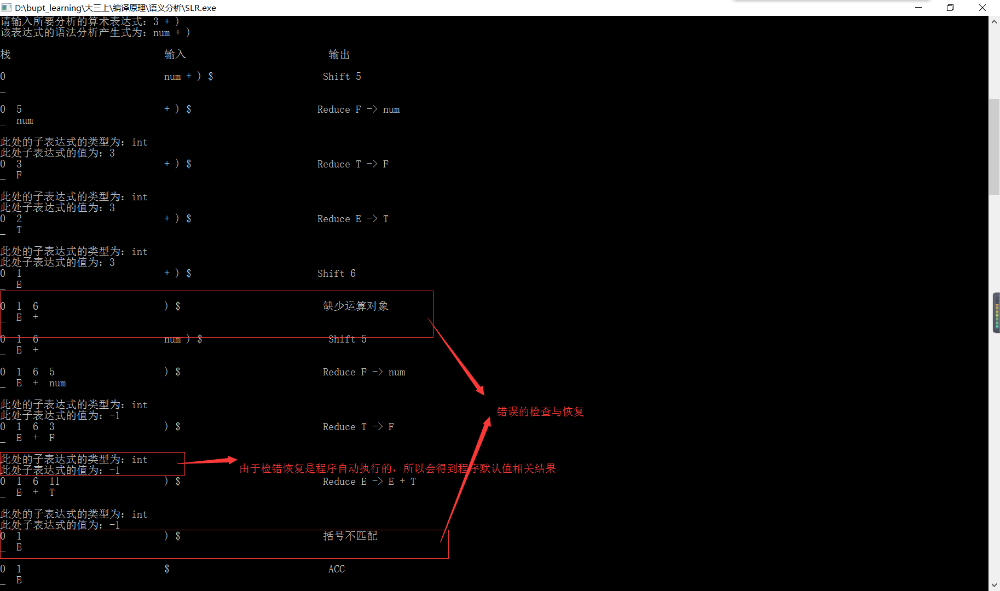 D:\bupt_learning\大三上\编译原理\语义分析\SLR.exe
请输入所要分析的算术表达式：3 + )
该表达式的语法分析产生式为：num + )
栈 输入 输出
0 num + ) $ Shift 5
_
0 5 + ) $ Reduce F -> num
_ num
此处的子表达式的类型为：int
此处子表达式的值为：3
0 3 + ) $ Reduce T -> F
_ F
此处的子表达式的类型为：int
此处子表达式的值为：3
0 2 + ) $ Reduce E -> T
_ T
此处的子表达式的类型为：int
此处子表达式的值为：3
0 1 + ) $ Shift 6
_ E
0 1 6 ) $ 缺少运算对象
_ E +
0 1 6 num ) $ Shift 5
_ E +
0 1 6 5 ) $ Reduce F -> num
_ E + num
此处的子表达式的类型为：int
此处子表达式的值为：-1
错误的检查与恢复
0 1 6 3 ) $ Reduce T -> F
_ E + F
此处的子表达式的类型为：int
此处子表达式的值为：-1
由于检错恢复是程序自动执行的，所以会得到程序默认值相关结果
0 1 6 11 ) $ Reduce E -> E + T
_ E + T
此处的子表达式的类型为：int
此处子表达式的值为：-1
0 1 ) $ 括号不匹配
_ E
0 1 $ ACC
_ E